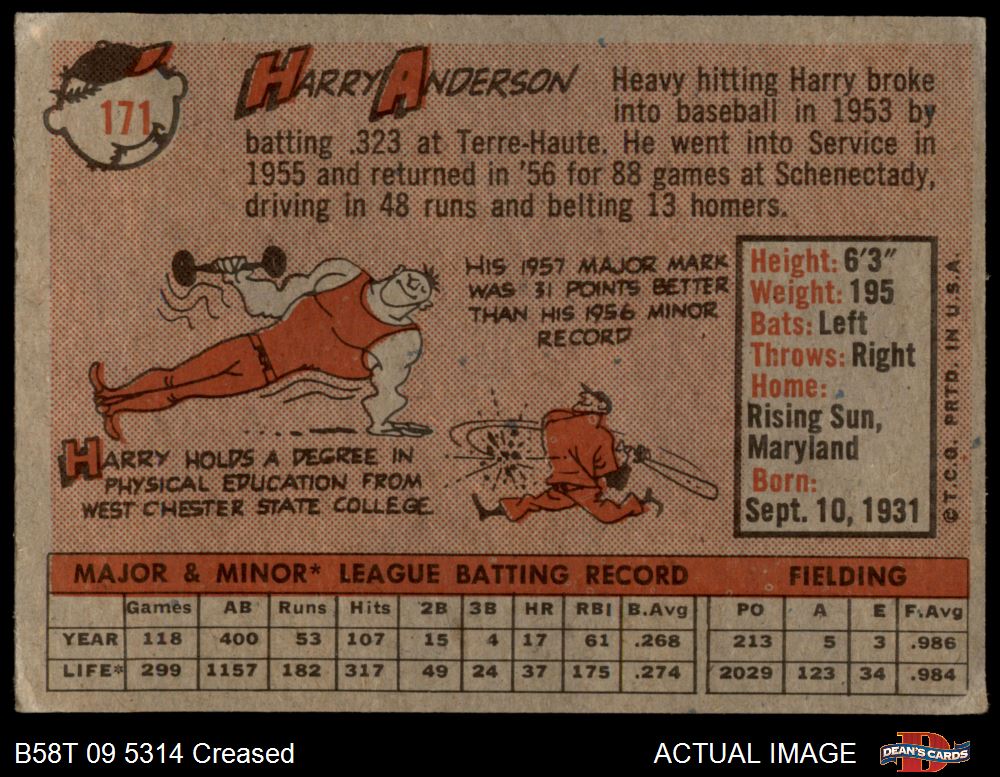 171
HARRY ANDERSON
Heavy hitting Harry broke
into baseball in 1953 by
batting .323 at Terre-Haute. He went into Service in
1955 and returned in '56 for 88 games at Schenectady,
driving in 48 runs and belting 13 homers.
HIS 1957 MAJOR MARK
WAS 31 POINTS BETTER
THAN HIS 1956 MINOR
RECORD
HARRY HOLDS A DEGREE IN
PHYSICAL EDUCATION FROM
WEST CHESTER STATE COLLEGE.
Height: 6'3"
Weight: 195
Bats: Left
Throws: Right
Home:
Rising Sun,
Maryland
Born:
Sept. 10, 1931
© T.C.G. PRTD. IN U.S.A.
MAJOR & MINOR* LEAGUE BATTING RECORD FIELDING
Games AB Runs Hits 2B 3B HR RBI B.Avg PO A E F.Avg
YEAR 118 400 53 107 15 4 17 61 .268 213 5 3 .986
LIFE* 299 1157 182 317 49 24 37 175 .274 2029 123 34 .984
B58T 09 5314 Creased ACTUAL IMAGE DEAN'S CARDS